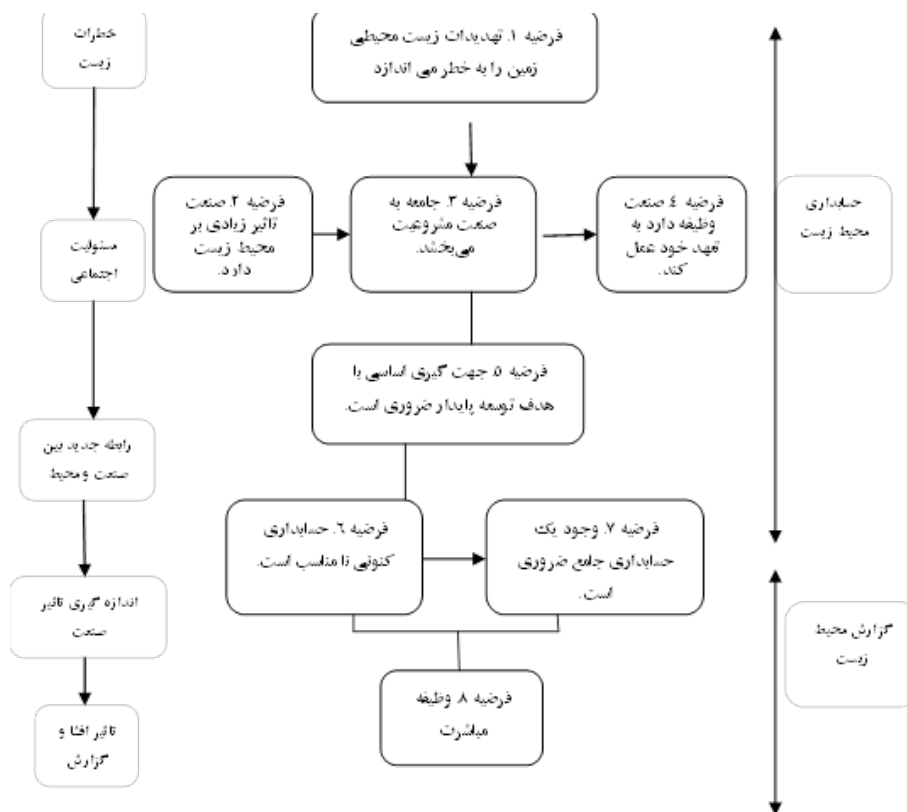 خطرات
زیست
فرضیه ۱. تهدیدات زیست محیطی
زمین را به خطر می اندازد
فرضیه ۲. صنعت
تاثیر زیادی بر
محیط زیست
دارد.
فرضیه ۳. جامعه به
صنعت مشروعیت
می‌بخشد.
فرضیه ٤. صنعت
وظیفه دارد به
تعهد خود عمل
کند.
حسابداری
محیط زیست
مسئولیت
اجتماعی
فرضیه ٥. جهت گیری اساسی با
هدف توسعه پایدار ضروری است.
رابطه جدید بین
صنعت و محیط
فرضیه ٦. حسابداری
کنونی نا مناسب است.
فرضیه ۷. وجود یک
حسابداری جامع ضروری
است.
اندازه گیری تاثیر
صنعت
گزارش محیط
زیست
فرضیه ۸. وظیفه
مباشرت
تاثیر افشا و
گزارش